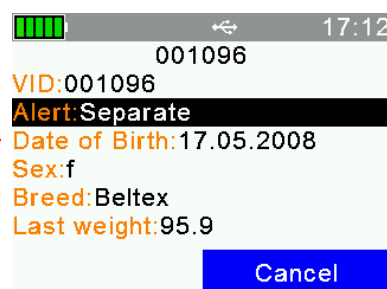 17:12
001096
VID:001096
Alert:Separate
Date of Birth:17.05.2008
Sex:f
Breed:Beltex
Last weight:95.9
Cancel